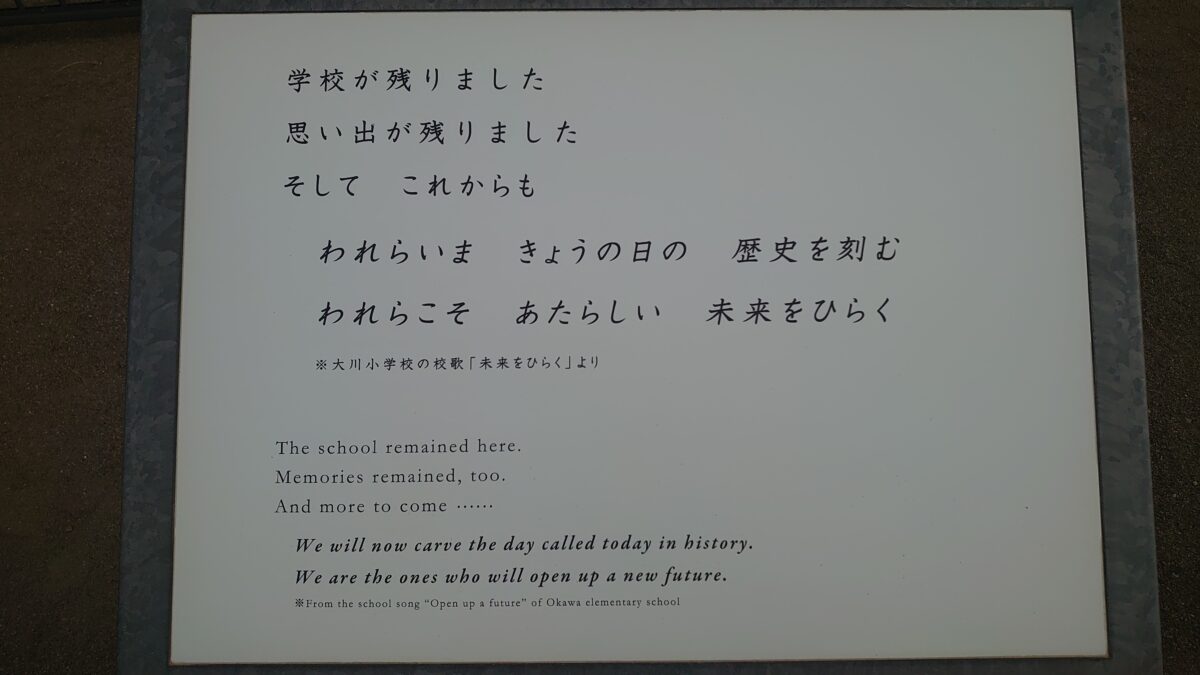 学校が残りました
思い出が残りました
そして　これからも
われらいま　きょうの日の　歴史を刻む
われらこそ　あたらしい　未来をひらく
※大川小学校の校歌「未来をひらく」より
The school remained here.
Memories remained, too.
And more to come ……
We will now carve the day called today in history.
We are the ones who will open up a new future.
※From the school song “Open up a future” of Okawa elementary school